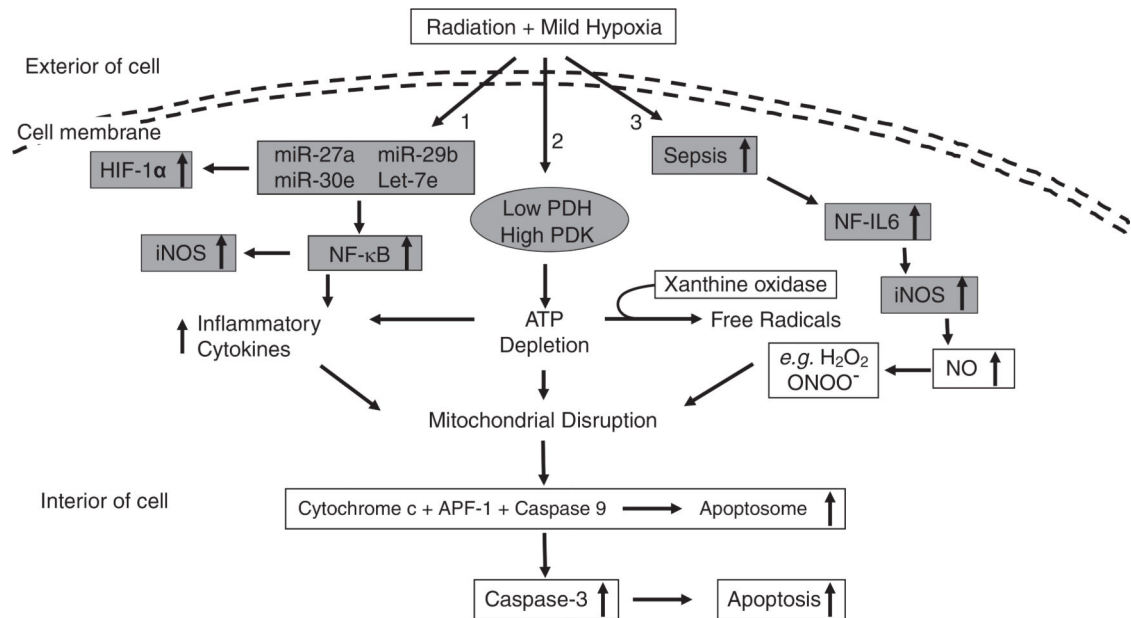 Radiation + Mild Hypoxia
Exterior of cell
Cell membrane
1
2
3
miR-27a miR-29b
miR-30e Let-7e
HIF-1α
Sepsis
Low PDH
High PDK
NF-IL6
iNOS
NF-κB
iNOS
Xanthine oxidase
Inflammatory
Cytokines
ATP
Depletion
Free Radicals
e.g. H₂O₂
ONOO⁻
NO
Mitochondrial Disruption
Interior of cell
Cytochrome c + APF-1 + Caspase 9 Apoptosome
Caspase-3 Apoptosis